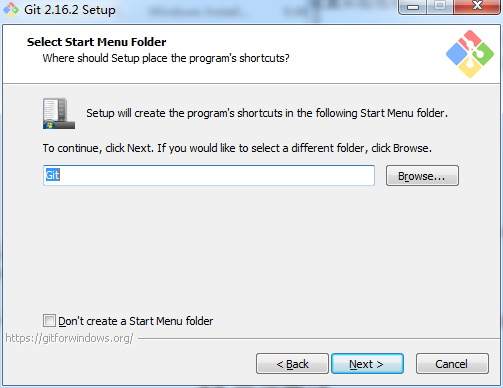 Git 2.16.2 Setup
Select Start Menu Folder
Where should Setup place the program's shortcuts?
Setup will create the program's shortcuts in the following Start Menu folder.
To continue, click Next. If you would like to select a different folder, click Browse.
Git
Browse...
Don't create a Start Menu folder
https://gitforwindows.org/
< Back
Next >
Cancel